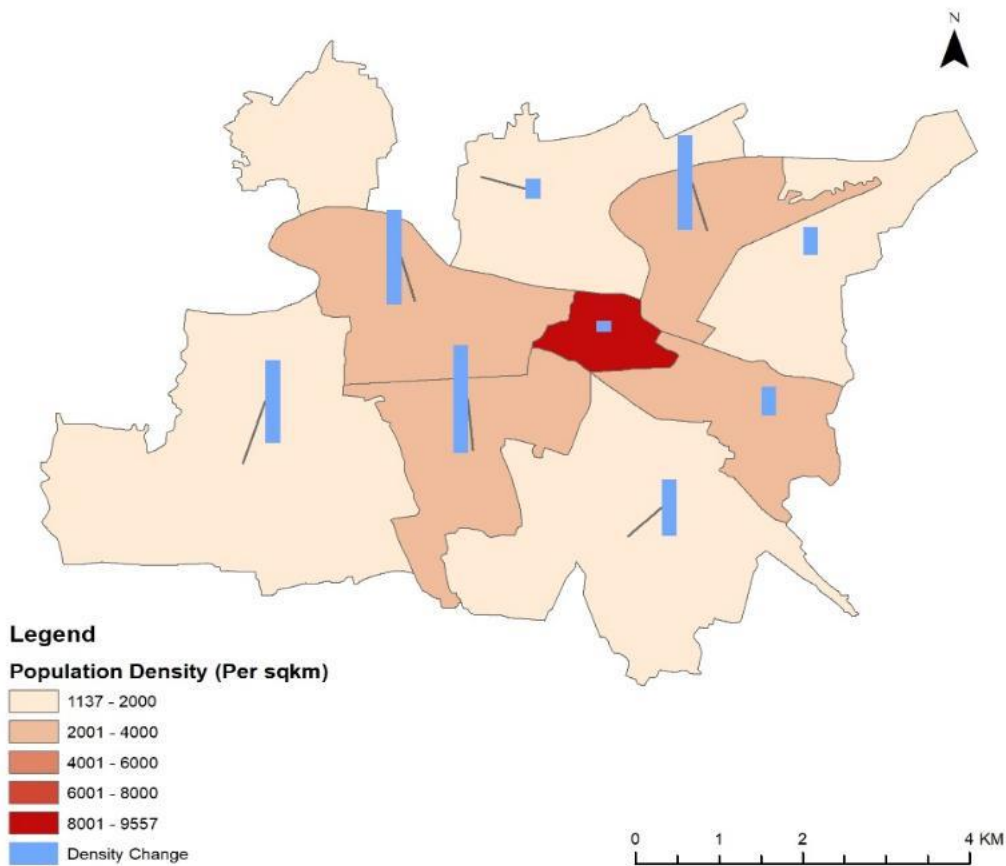 N
Legend
Population Density (Per sqkm)
1137 - 2000
2001 - 4000
4001 - 6000
6001 - 8000
8001 - 9557
Density Change
0 1 2 4 KM